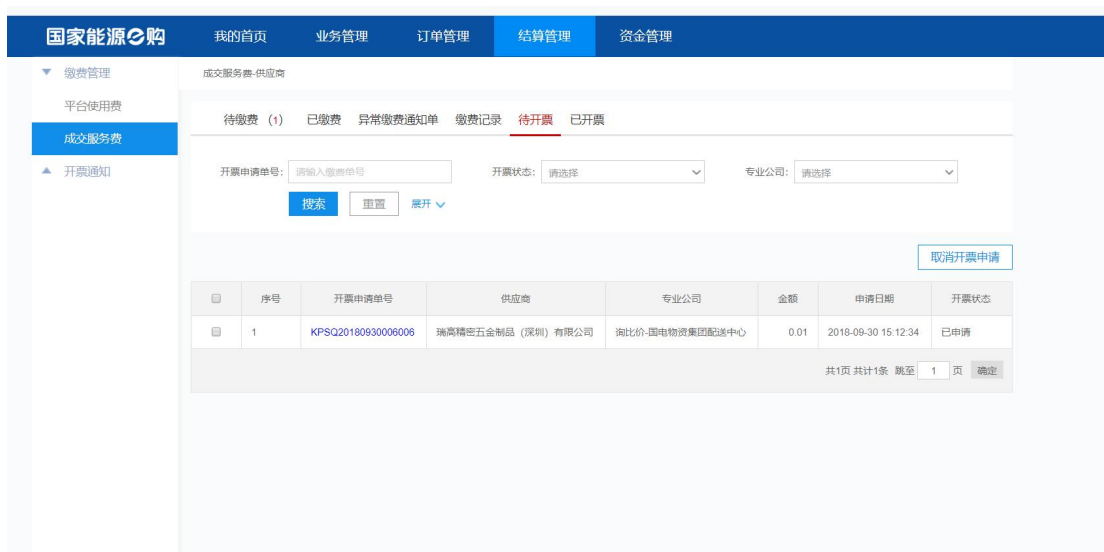 国家能源e购 我的首页 业务管理 订单管理 结算管理 资金管理
缴费管理 成交服务费-供应商
平台使用费
待缴费 (1) 已缴费 异常缴费通知单 缴费记录 待开票 已开票
成交服务费
开票通知 开票申请单号: 请输入缴费单号 开票状态: 请选择 专业公司: 请选择
搜索 重置 展开
取消开票申请
序号 开票申请单号 供应商 专业公司 金额 申请日期 开票状态
1 KPSQ20180930006006 瑞高精密五金制品 (深圳) 有限公司 询比价-国电物资集团配送中心 0.01 2018-09-30 15:12:34 已申请
共1页 共计1条 跳至 1 页 确定